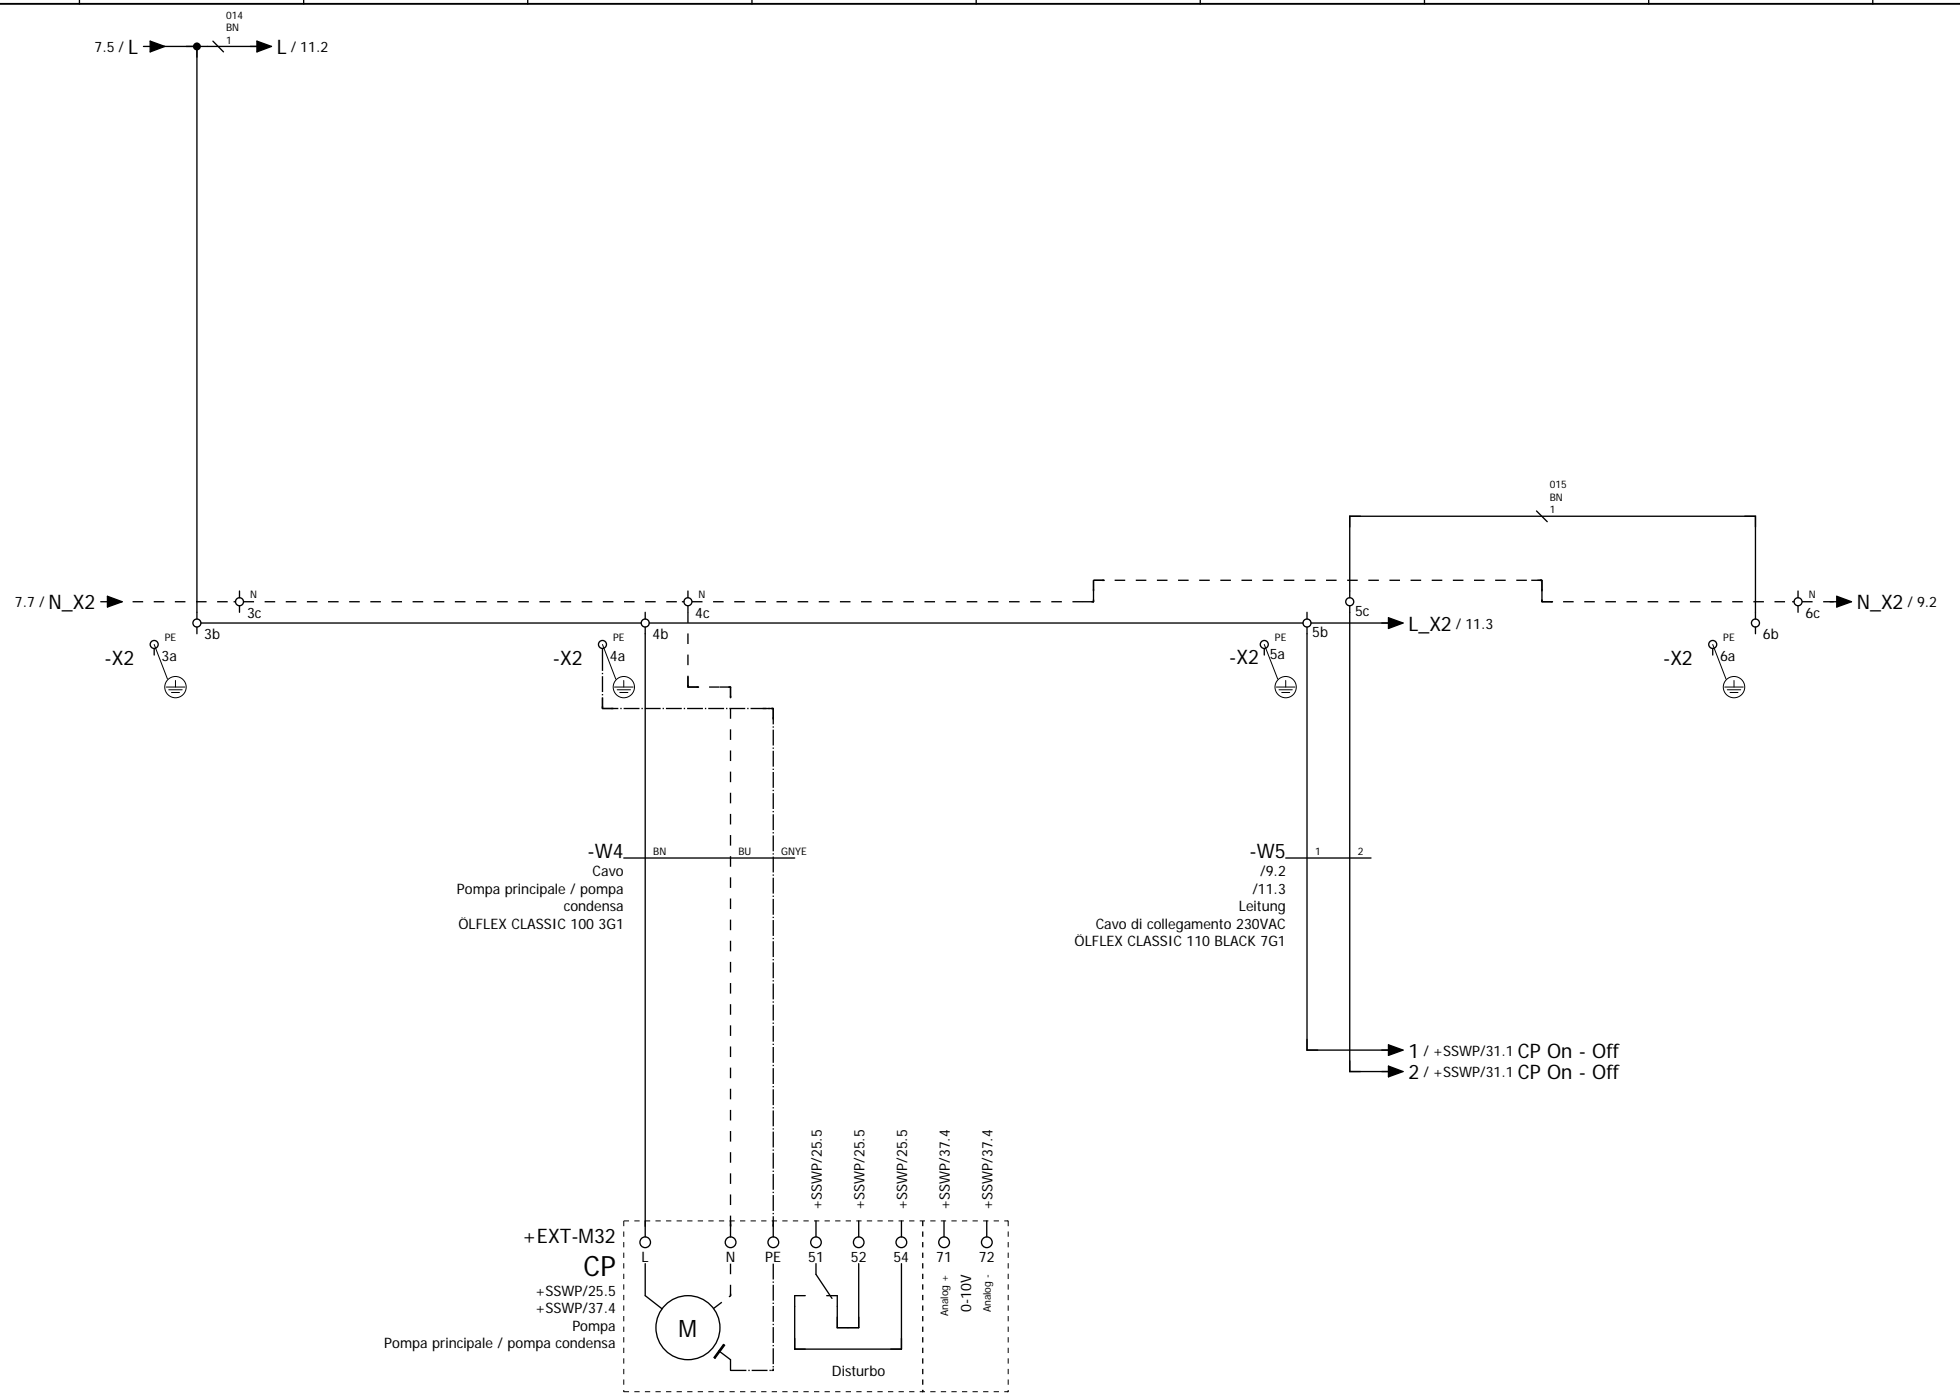 014
BN
1
7.5 / L
L / 11.2
015
BN
1
7.7 / N_X2
N
3c
N
4c
5c
N
6c
N_X2 / 9.2
3b
4b
5b
L_X2 / 11.3
6b
-X2
PE
3a
-X2
PE
4a
-X2
PE
5a
-X2
PE
6a
-W4
BN
BU
GNYE
Cavo
Pompa principale / pompa
condensa
ÖLFLEX CLASSIC 100 3G1
-W5
1
2
/9.2
/11.3
Leitung
Cavo di collegamento 230VAC
ÖLFLEX CLASSIC 110 BLACK 7G1
1 / +SSWP/31.1 CP On - Off
2 / +SSWP/31.1 CP On - Off
+SSWP/25.5
+SSWP/25.5
+SSWP/25.5
+SSWP/37.4
+SSWP/37.4
+EXT-M32
CP
+SSWP/25.5
+SSWP/37.4
Pompa
Pompa principale / pompa condensa
L
N
PE
51
52
54
71
72
Analog +
0-10V
Analog -
M
Disturbo